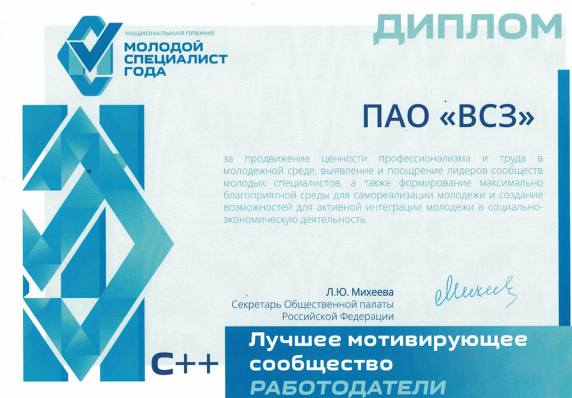 ДИПЛОМ
НАЦИОНАЛЬНАЯ ПРЕМИЯ
МОЛОДОЙ
СПЕЦИАЛИСТ
ГОДА
ПАО «ВСЗ»
за продвижение ценности профессионализма и труда в
молодежной среде, выявление и поощрение лидеров сообществ
молодых специалистов, а также формирование максимально
благоприятной среды для самореализации молодежи и создание
возможностей для активной интеграции молодежи в социально-
экономическую деятельность
Л.Ю. Михеева
Секретарь Общественной палаты
Российской Федерации
С++
Лучшее мотивирующее
сообщество
РАБОТОДАТЕЛИ